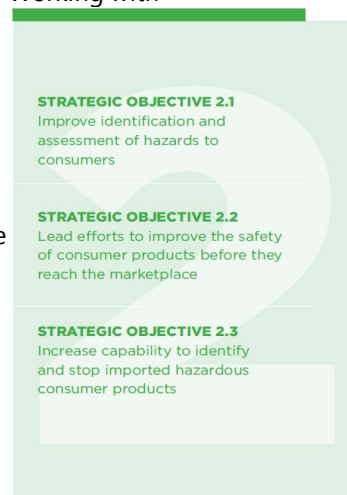 STRATEGIC OBJECTIVE 2.1
Improve identification and
assessment of hazards to
consumers
STRATEGIC OBJECTIVE 2.2
Lead efforts to improve the safety
of consumer products before they
reach the marketplace
STRATEGIC OBJECTIVE 2.3
Increase capability to identify
and stop imported hazardous
consumer products
2